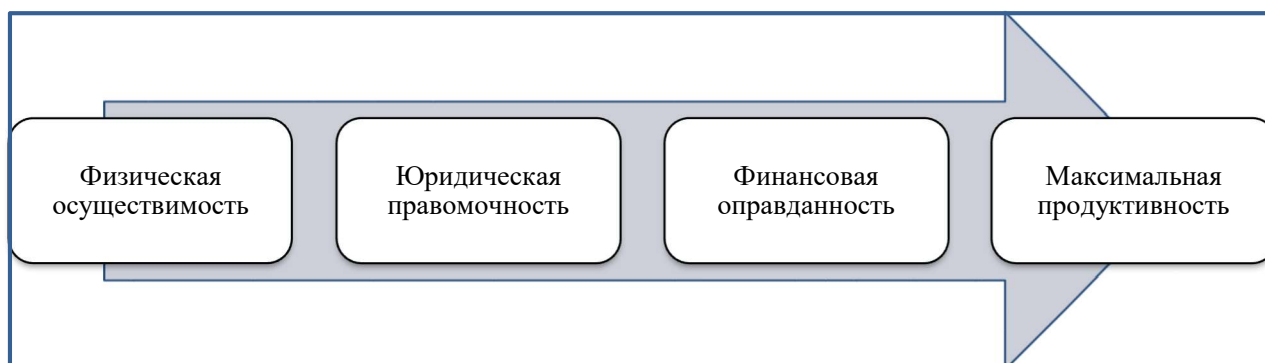 Физическая
осуществимость
Юридическая
правомочность
Финансовая
оправданность
Максимальная
продуктивность